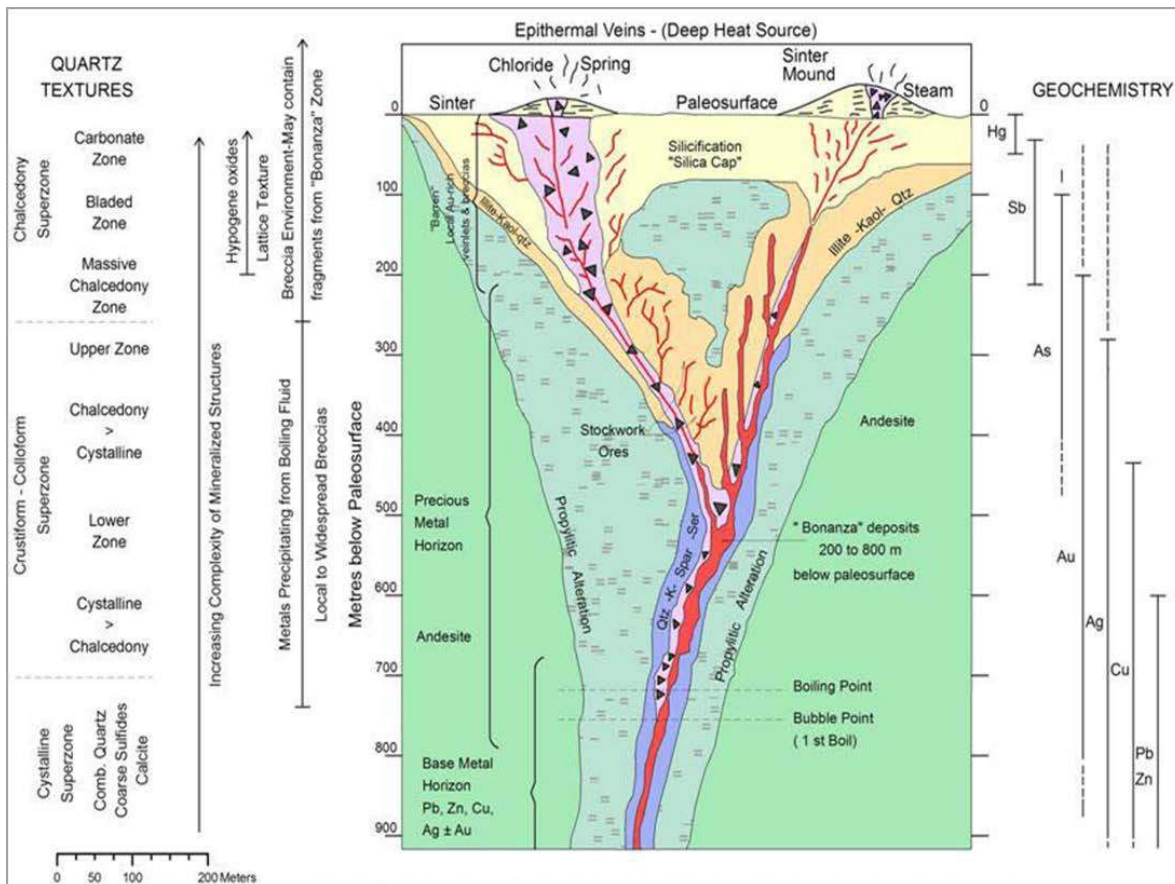 Epithermal Veins - (Deep Heat Source)
QUARTZ
TEXTURES
Chalcedony
Superzone
Carbonate
Zone
Bladed
Zone
Massive
Chalcedony
Zone
Crustiform - Colloform
Superzone
Upper Zone
Chalcedony
>
Cystalline
Lower
Zone
Cystalline
>
Chalcedony
Cystalline
Superzone
Comb. Quartz
Coarse Sulfides
Calcite
0 50 100 200 Meters
Increasing Complexity of Mineralized Structures
Hypogene oxides
Lattice Texture
Breccia Environment-May contain
fragments from "Bonanza" Zone
Metals Precipitating from Boiling Fluid
Local to Widespread Breccias
Metres below Paleosurface
0
100
200
300
400
500
600
700
800
900
Chloride Spring
Sinter
Mound
Steam
Sinter
Paleosurface
"Barren"
Local Au-rich
veinlets & breccias
Illite-Kaol-qtz
Silicification
"Silica Cap"
Illite -Kaol- Qtz
Stockwork
Ores
Andesite
Precious
Metal
Horizon
Propylitic Alteration
Qtz -K- Spar -Ser
Propylitic Alteration
" Bonanza" deposits
200 to 800 m
below paleosurface
Andesite
Boiling Point
Bubble Point
( 1 st Boil)
Base Metal
Horizon
Pb, Zn, Cu,
Ag ± Au
0
GEOCHEMISTRY
Hg
Sb
As
Au
Ag
Cu
Pb
Zn